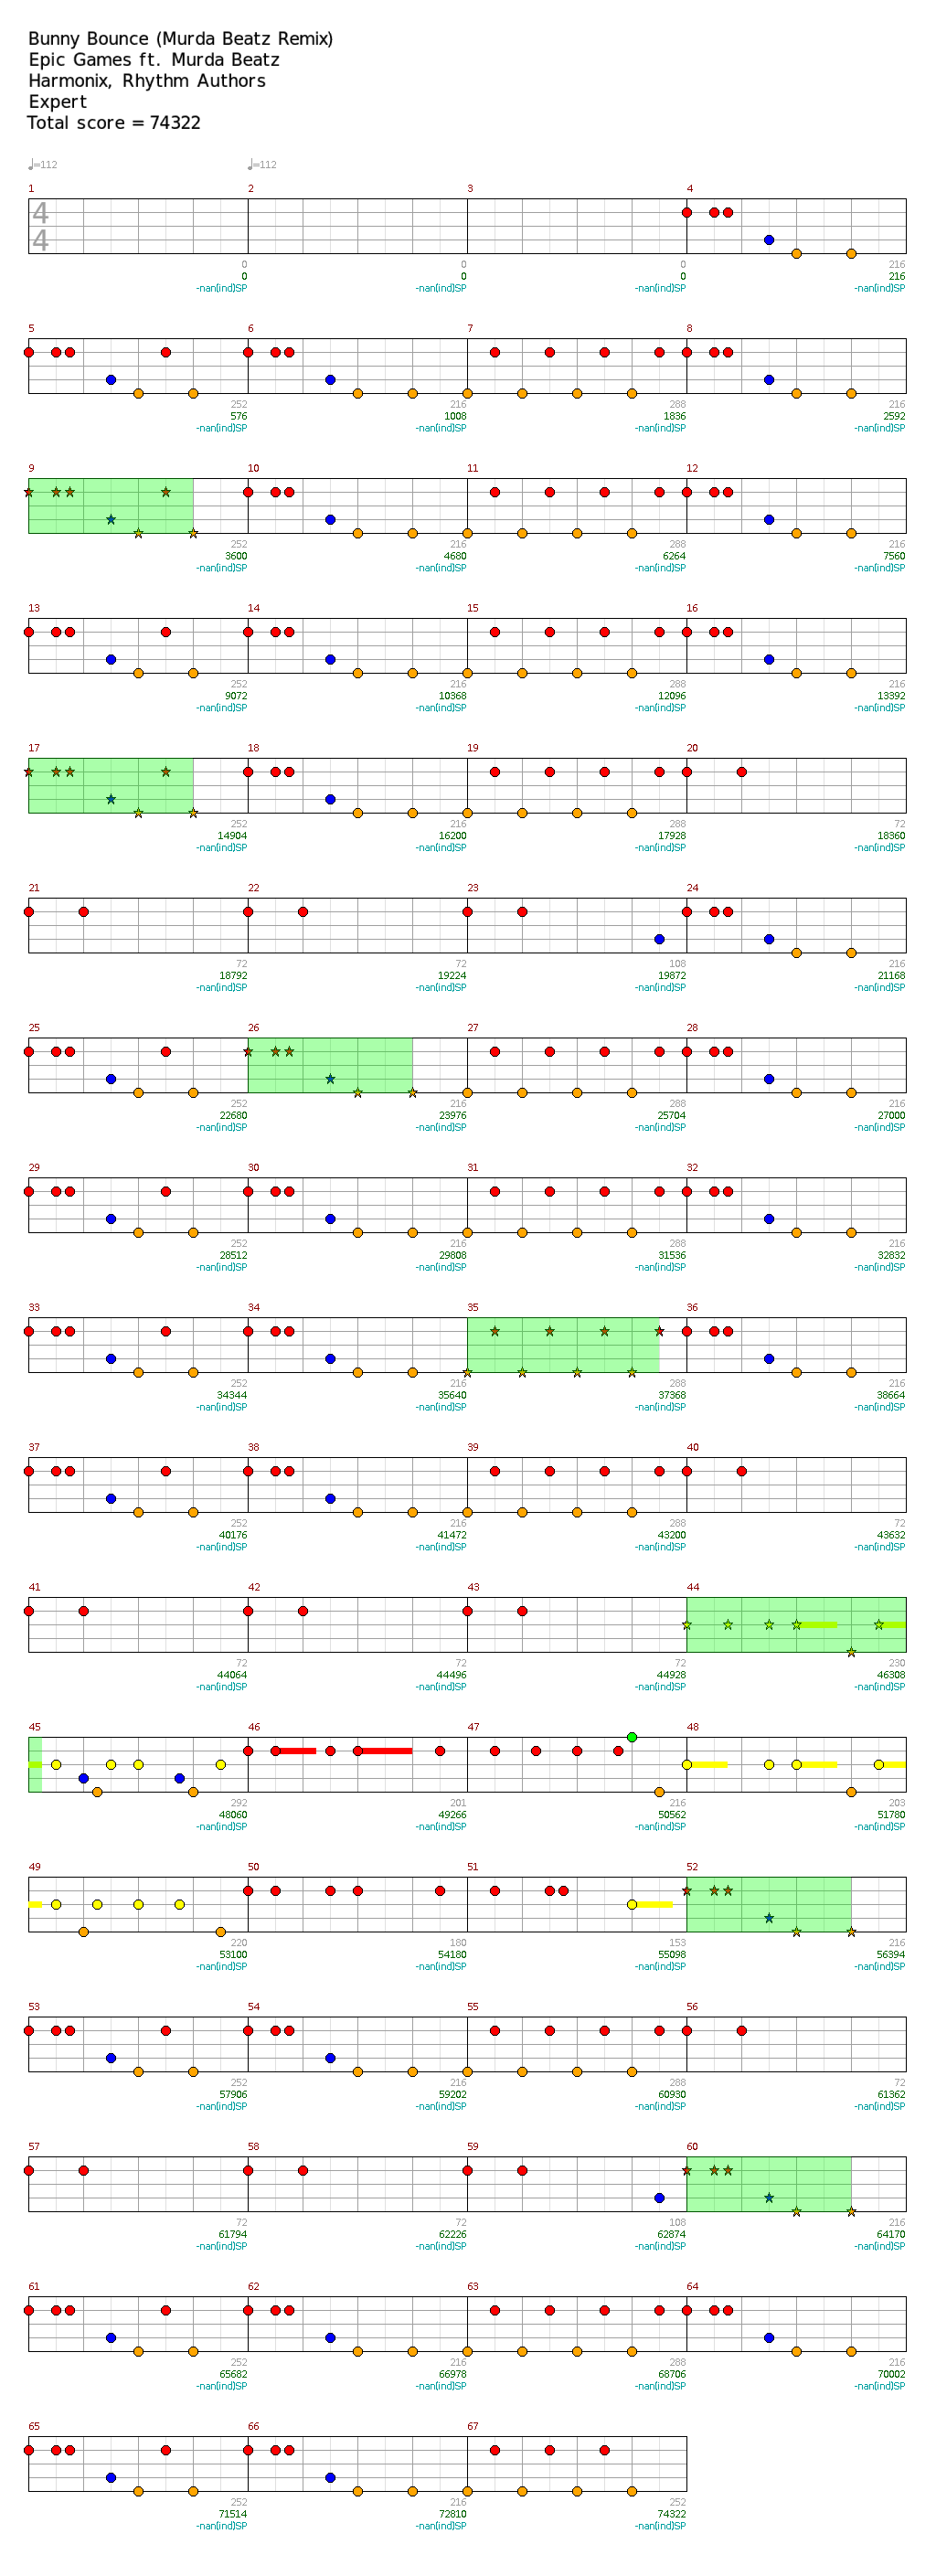 Bunny Bounce (Murda Beatz Remix)
Epic Games ft. Murda Beatz
Harmonix, Rhythm Authors
Expert
Total score = 74322
♩=112 ♩=112
1 2 3 4
4
4
0 0 0 216
0 0 0 216
-nan(ind)SP -nan(ind)SP -nan(ind)SP -nan(ind)SP
5 6 7 8
252 216 288 216
576 1008 1836 2592
-nan(ind)SP -nan(ind)SP -nan(ind)SP -nan(ind)SP
9 10 11 12
252 216 288 216
3600 4680 6264 7560
-nan(ind)SP -nan(ind)SP -nan(ind)SP -nan(ind)SP
13 14 15 16
252 216 288 216
9072 10368 12096 13392
-nan(ind)SP -nan(ind)SP -nan(ind)SP -nan(ind)SP
17 18 19 20
252 216 288 72
14904 16200 17928 18360
-nan(ind)SP -nan(ind)SP -nan(ind)SP -nan(ind)SP
21 22 23 24
72 72 108 216
18792 19224 19872 21168
-nan(ind)SP -nan(ind)SP -nan(ind)SP -nan(ind)SP
25 26 27 28
252 216 288 216
22680 23976 25704 27000
-nan(ind)SP -nan(ind)SP -nan(ind)SP -nan(ind)SP
29 30 31 32
252 216 288 216
28512 29808 31536 32832
-nan(ind)SP -nan(ind)SP -nan(ind)SP -nan(ind)SP
33 34 35 36
252 216 288 216
34344 35640 37368 38664
-nan(ind)SP -nan(ind)SP -nan(ind)SP -nan(ind)SP
37 38 39 40
252 216 288 72
40176 41472 43200 43632
-nan(ind)SP -nan(ind)SP -nan(ind)SP -nan(ind)SP
41 42 43 44
72 72 72 230
44064 44496 44928 46308
-nan(ind)SP -nan(ind)SP -nan(ind)SP -nan(ind)SP
45 46 47 48
292 201 216 203
48060 49266 50562 51780
-nan(ind)SP -nan(ind)SP -nan(ind)SP -nan(ind)SP
49 50 51 52
220 180 153 216
53100 54180 55098 56394
-nan(ind)SP -nan(ind)SP -nan(ind)SP -nan(ind)SP
53 54 55 56
252 216 288 72
57906 59202 60930 61362
-nan(ind)SP -nan(ind)SP -nan(ind)SP -nan(ind)SP
57 58 59 60
72 72 108 216
61794 62226 62874 64170
-nan(ind)SP -nan(ind)SP -nan(ind)SP -nan(ind)SP
61 62 63 64
252 216 288 216
65682 66978 68706 70002
-nan(ind)SP -nan(ind)SP -nan(ind)SP -nan(ind)SP
65 66 67
252 216 252
71514 72810 74322
-nan(ind)SP -nan(ind)SP -nan(ind)SP